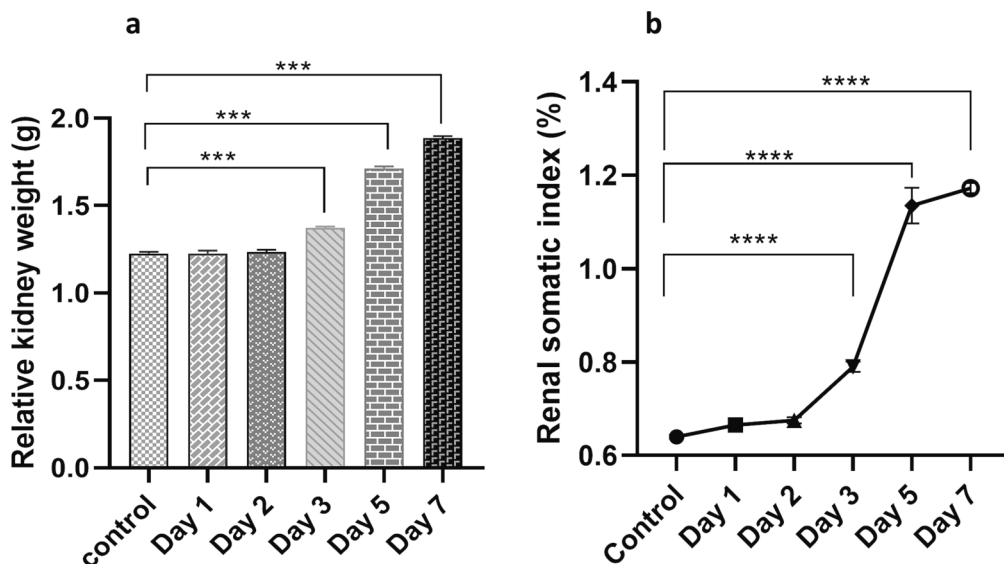 a
Relative kidney weight (g)
2.0
1.5
1.0
0.5
0.0
***
***
***
control
Day 1
Day 2
Day 3
Day 5
Day 7
b
Renal somatic index (%)
1.4
1.2
1.0
0.8
0.6
****
****
****
Control
Day 1
Day 2
Day 3
Day 5
Day 7